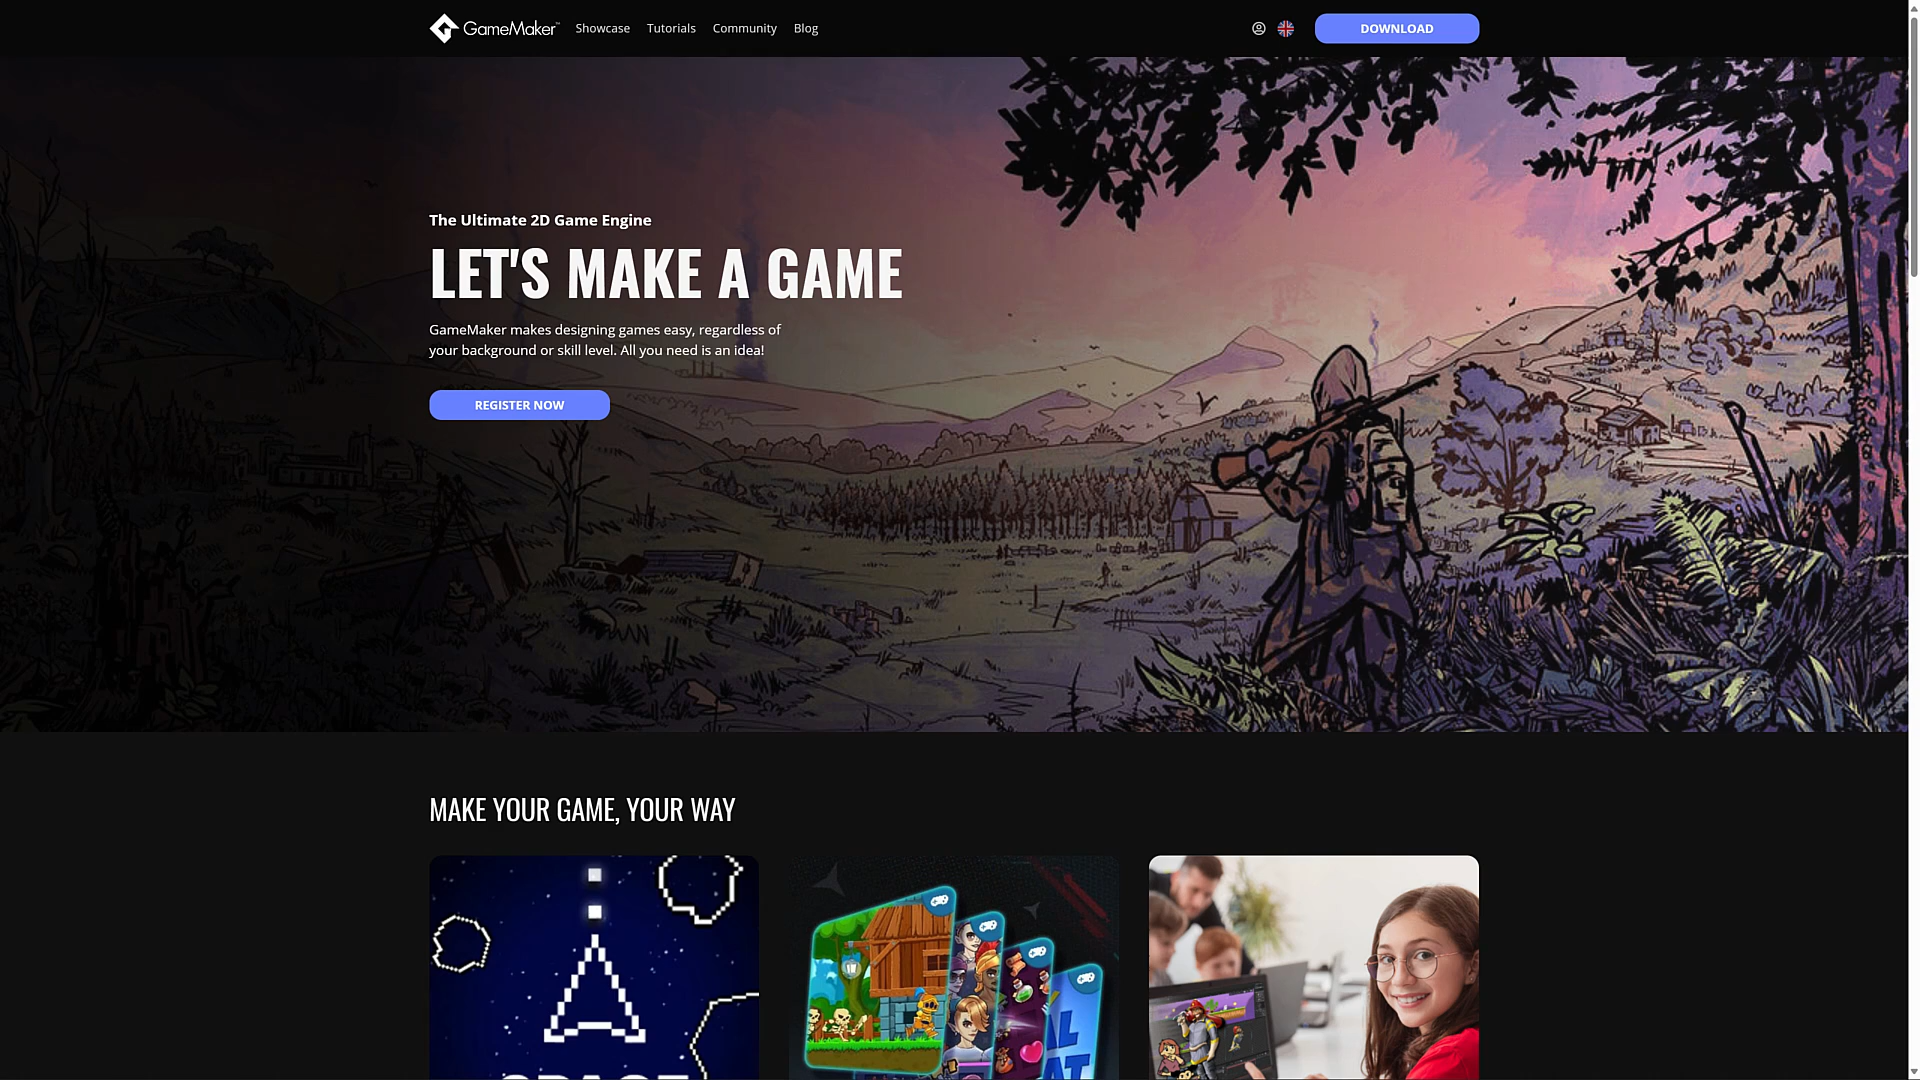 GameMaker™ Showcase Tutorials Community Blog DOWNLOAD
The Ultimate 2D Game Engine
LET'S MAKE A GAME
GameMaker makes designing games easy, regardless of
your background or skill level. All you need is an idea!
REGISTER NOW
MAKE YOUR GAME, YOUR WAY